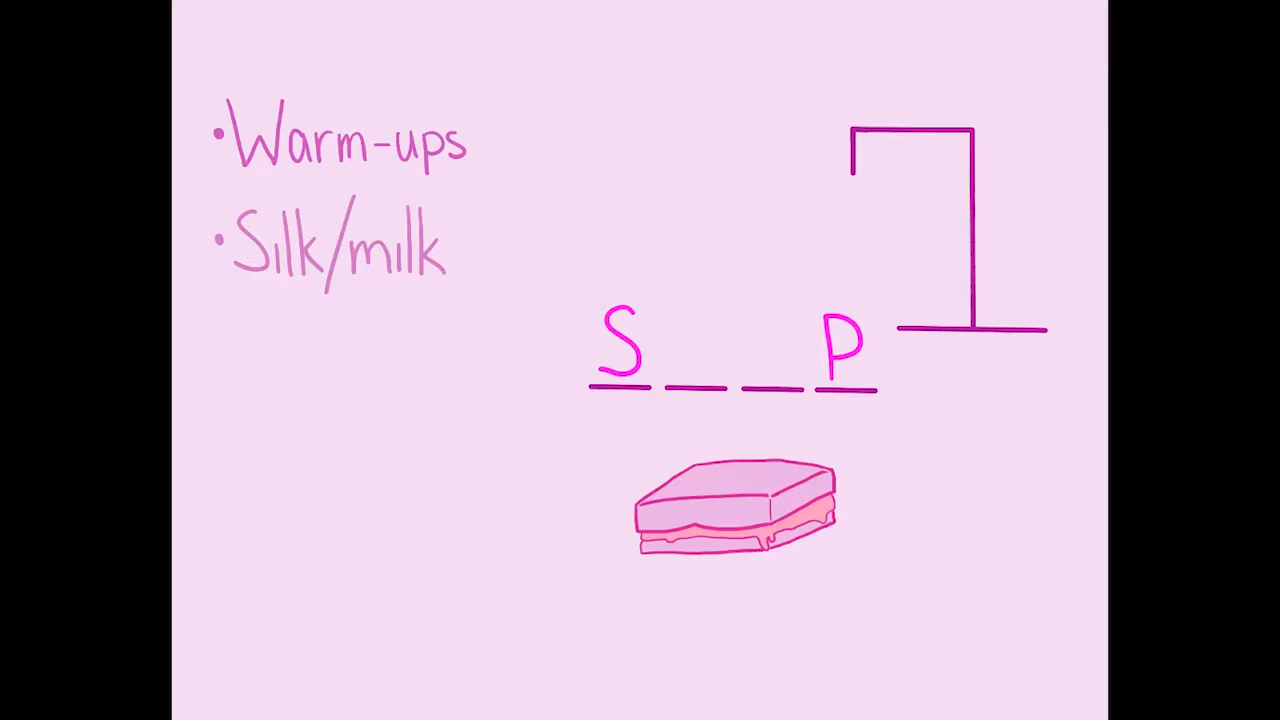 •Warm-ups
•Silk/milk
S _ _ P